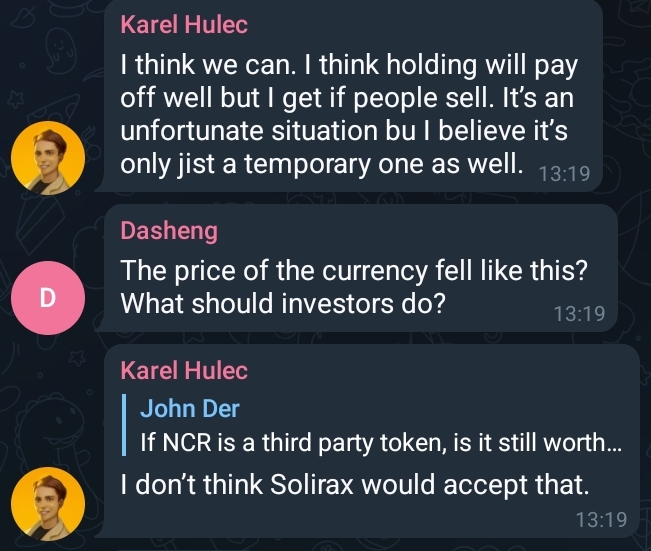 Karel Hulec
I think we can. I think holding will pay
off well but I get if people sell. It’s an
unfortunate situation bu I believe it’s
only jist a temporary one as well. 13:19
Dasheng
D
The price of the currency fell like this?
What should investors do? 13:19
Karel Hulec
John Der
If NCR is a third party token, is it still worth...
I don’t think Solirax would accept that.
13:19